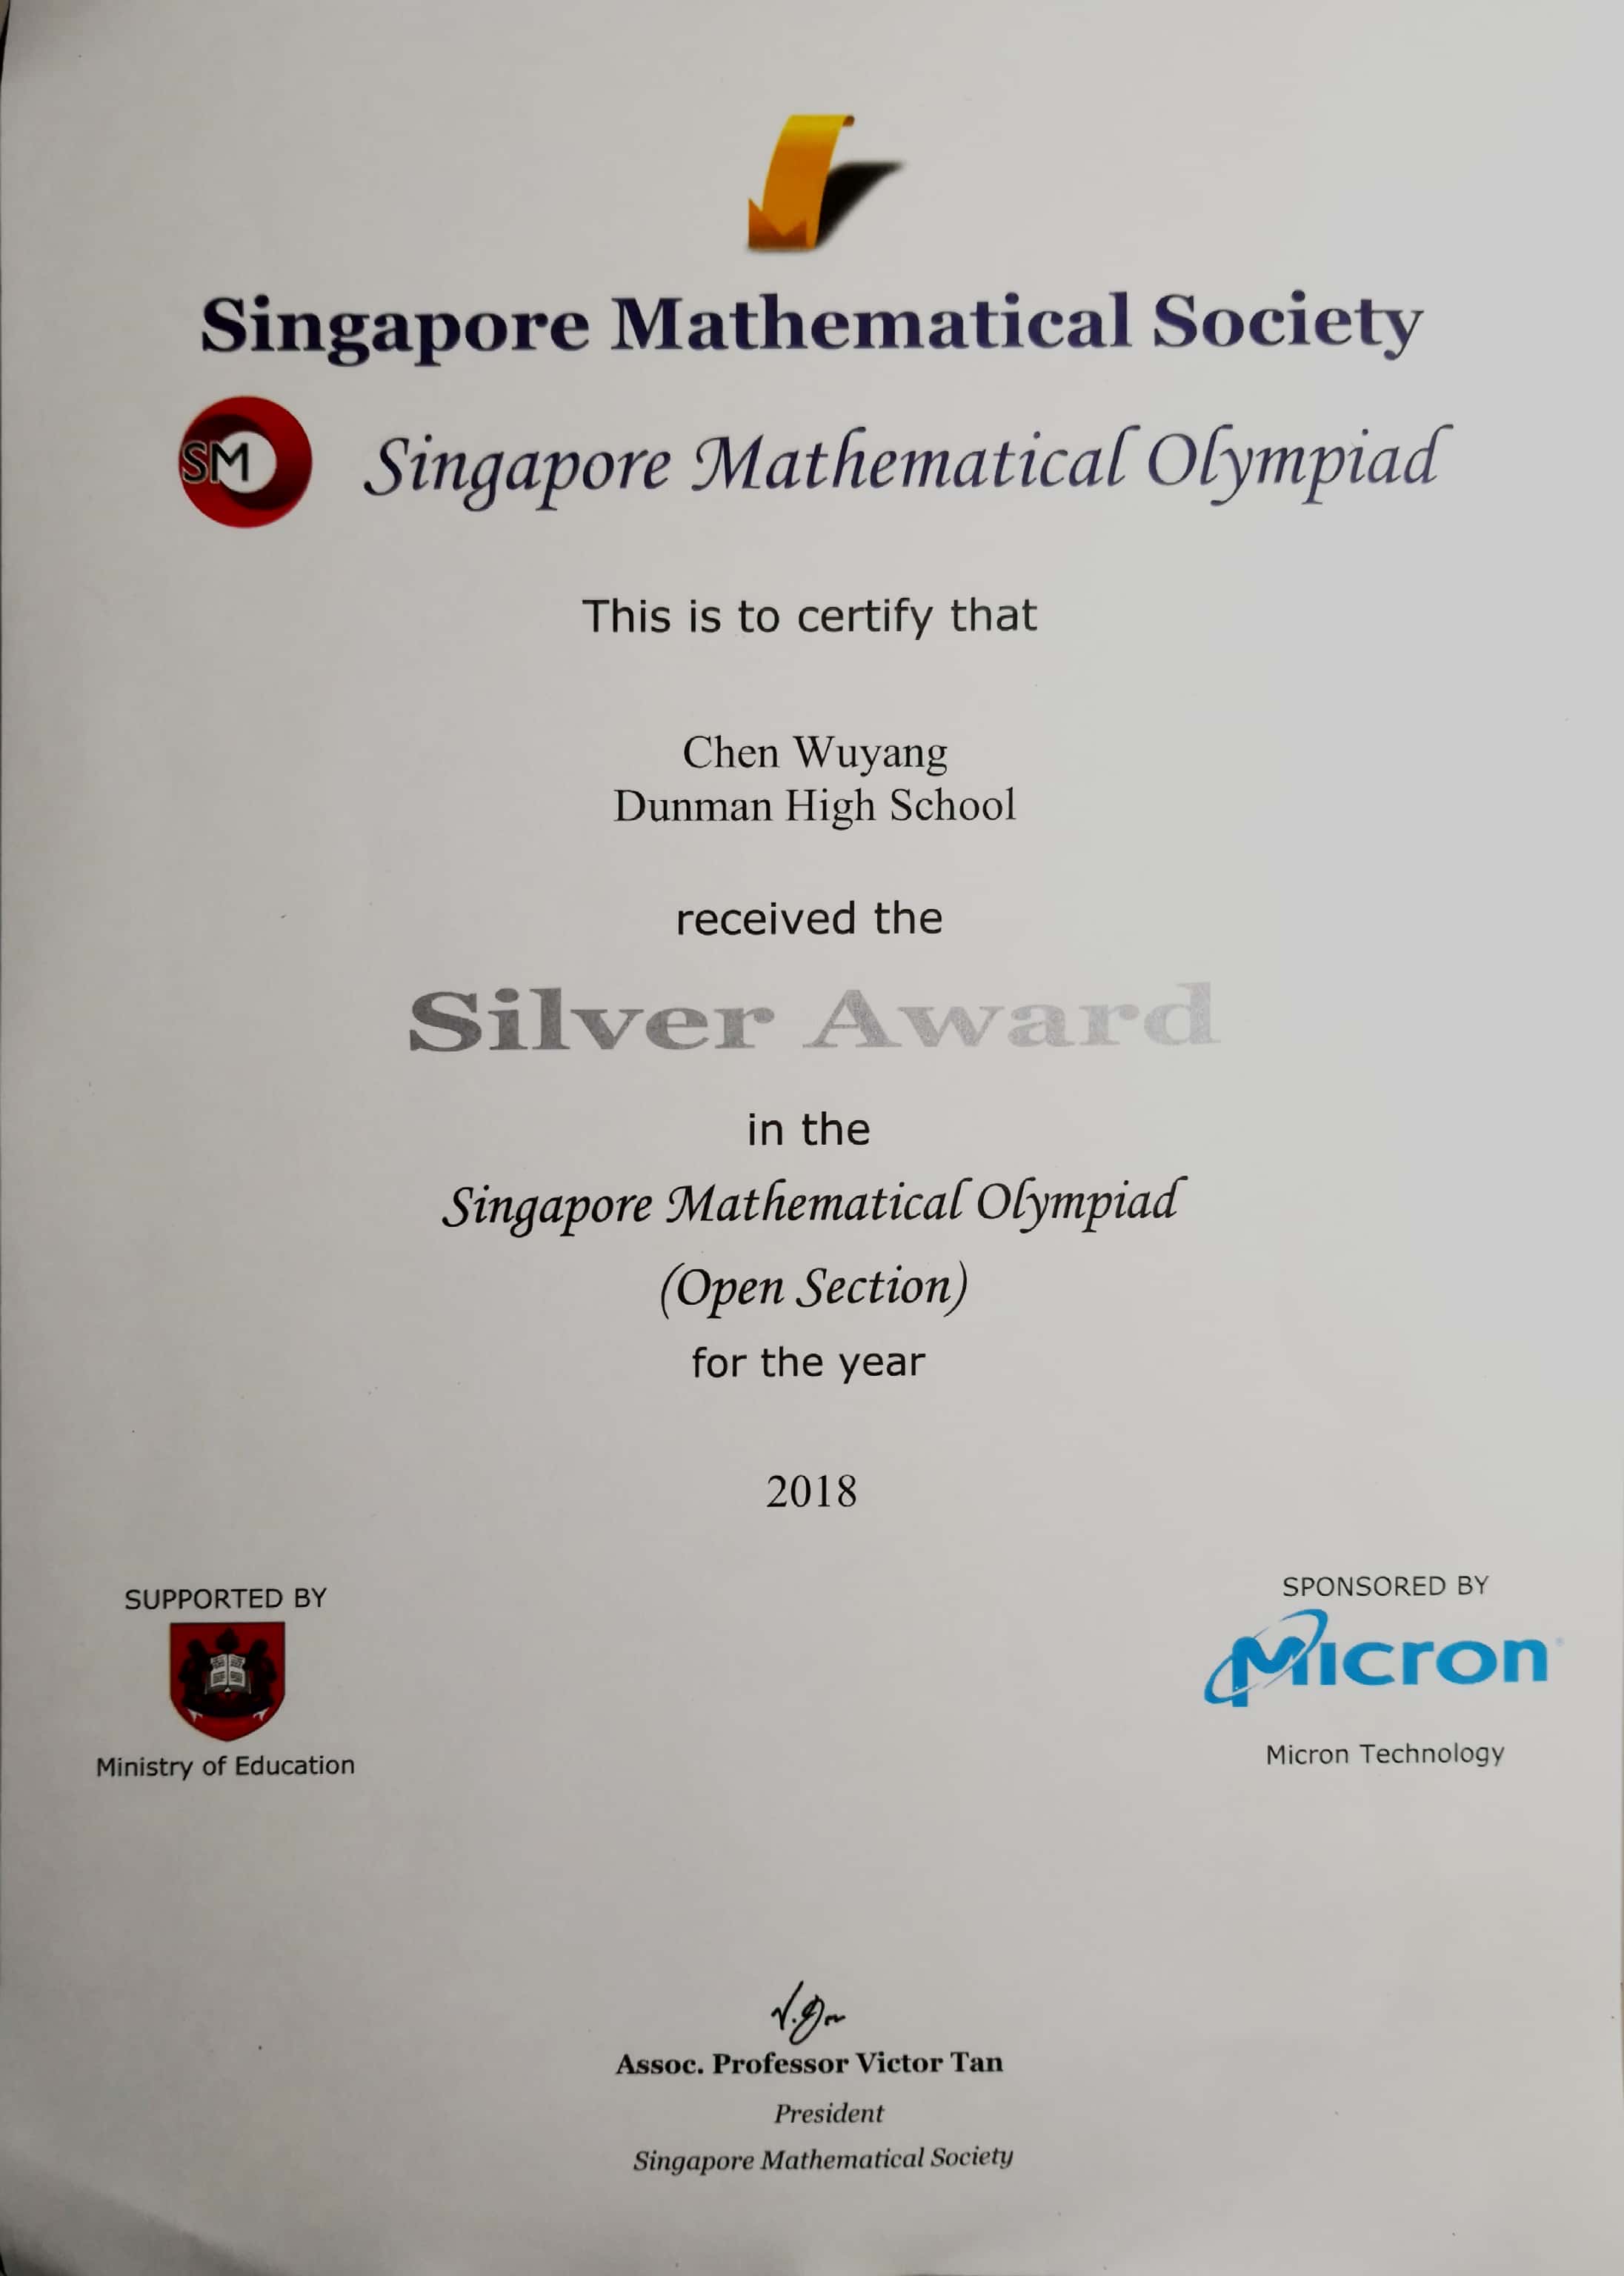 Singapore Mathematical Society
SM
Singapore Mathematical Olympiad
This is to certify that
Chen Wuyang
Dunman High School
received the
Silver Award
in the
Singapore Mathematical Olympiad
(Open Section)
for the year
2018
SUPPORTED BY
Ministry of Education
SPONSORED BY
Micron
Micron Technology
Assoc. Professor Victor Tan
President
Singapore Mathematical Society